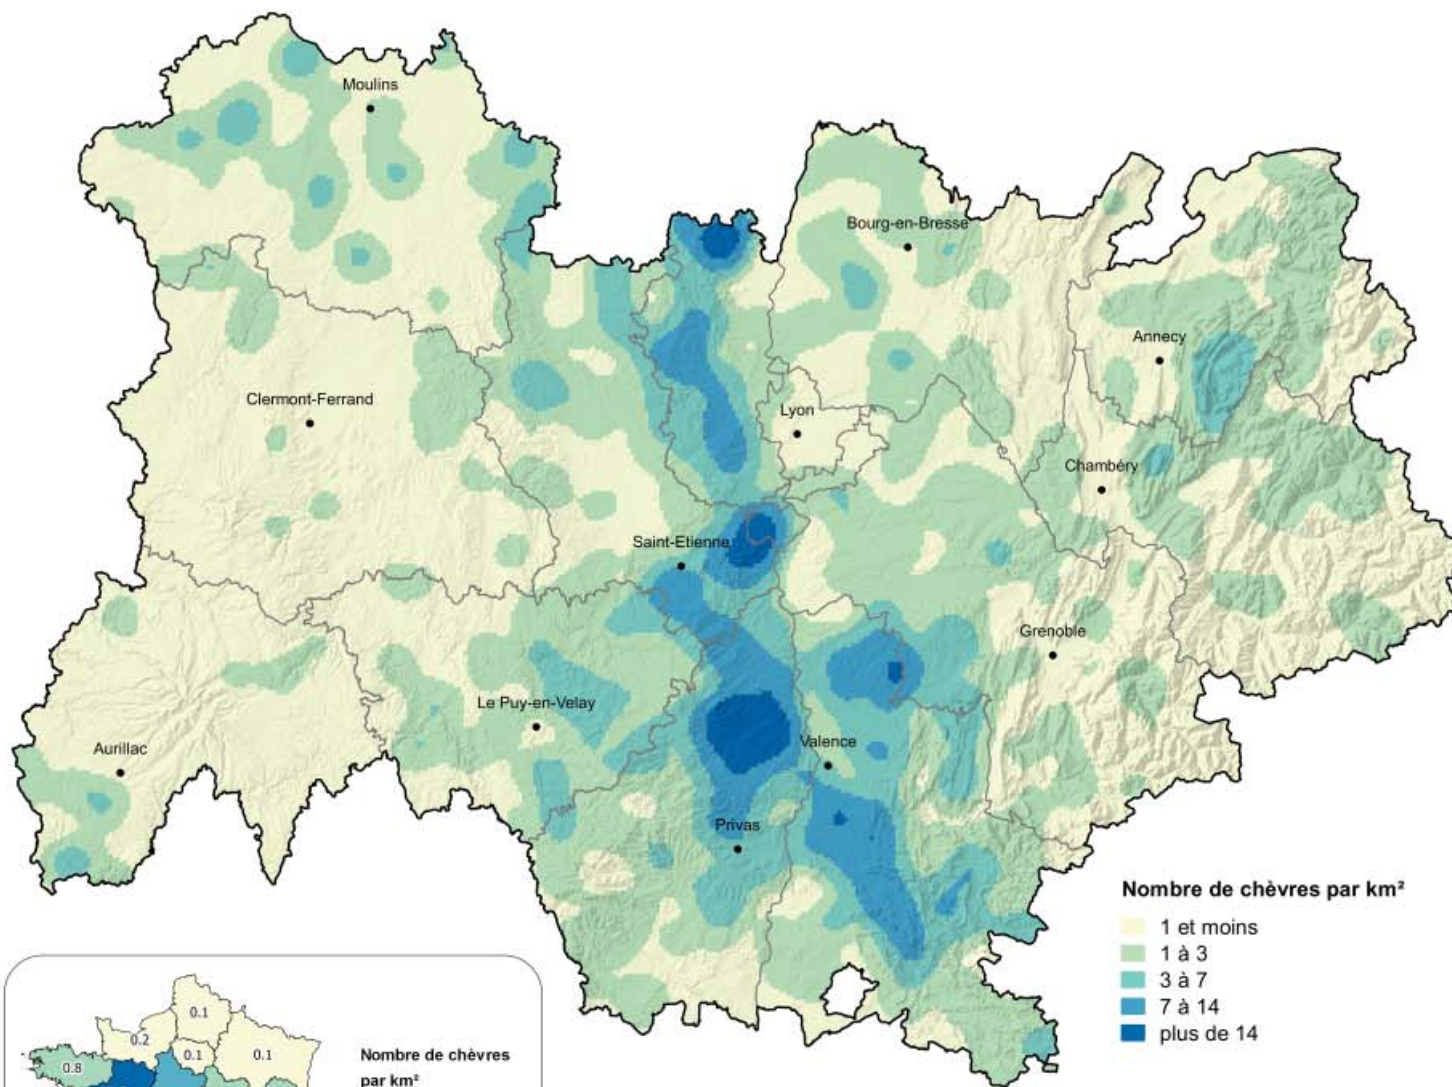 Moulins
Bourg-en-Bresse
Annecy
Clermont-Ferrand
Lyon
Chambéry
Saint-Etienne
Grenoble
Le Puy-en-Velay
Aurillac
Valence
Privas
Nombre de chèvres par km²
1 et moins
1 à 3
3 à 7
7 à 14
plus de 14
0.1
0.2
0.1
0.1
0.8
Nombre de chèvres
par km²